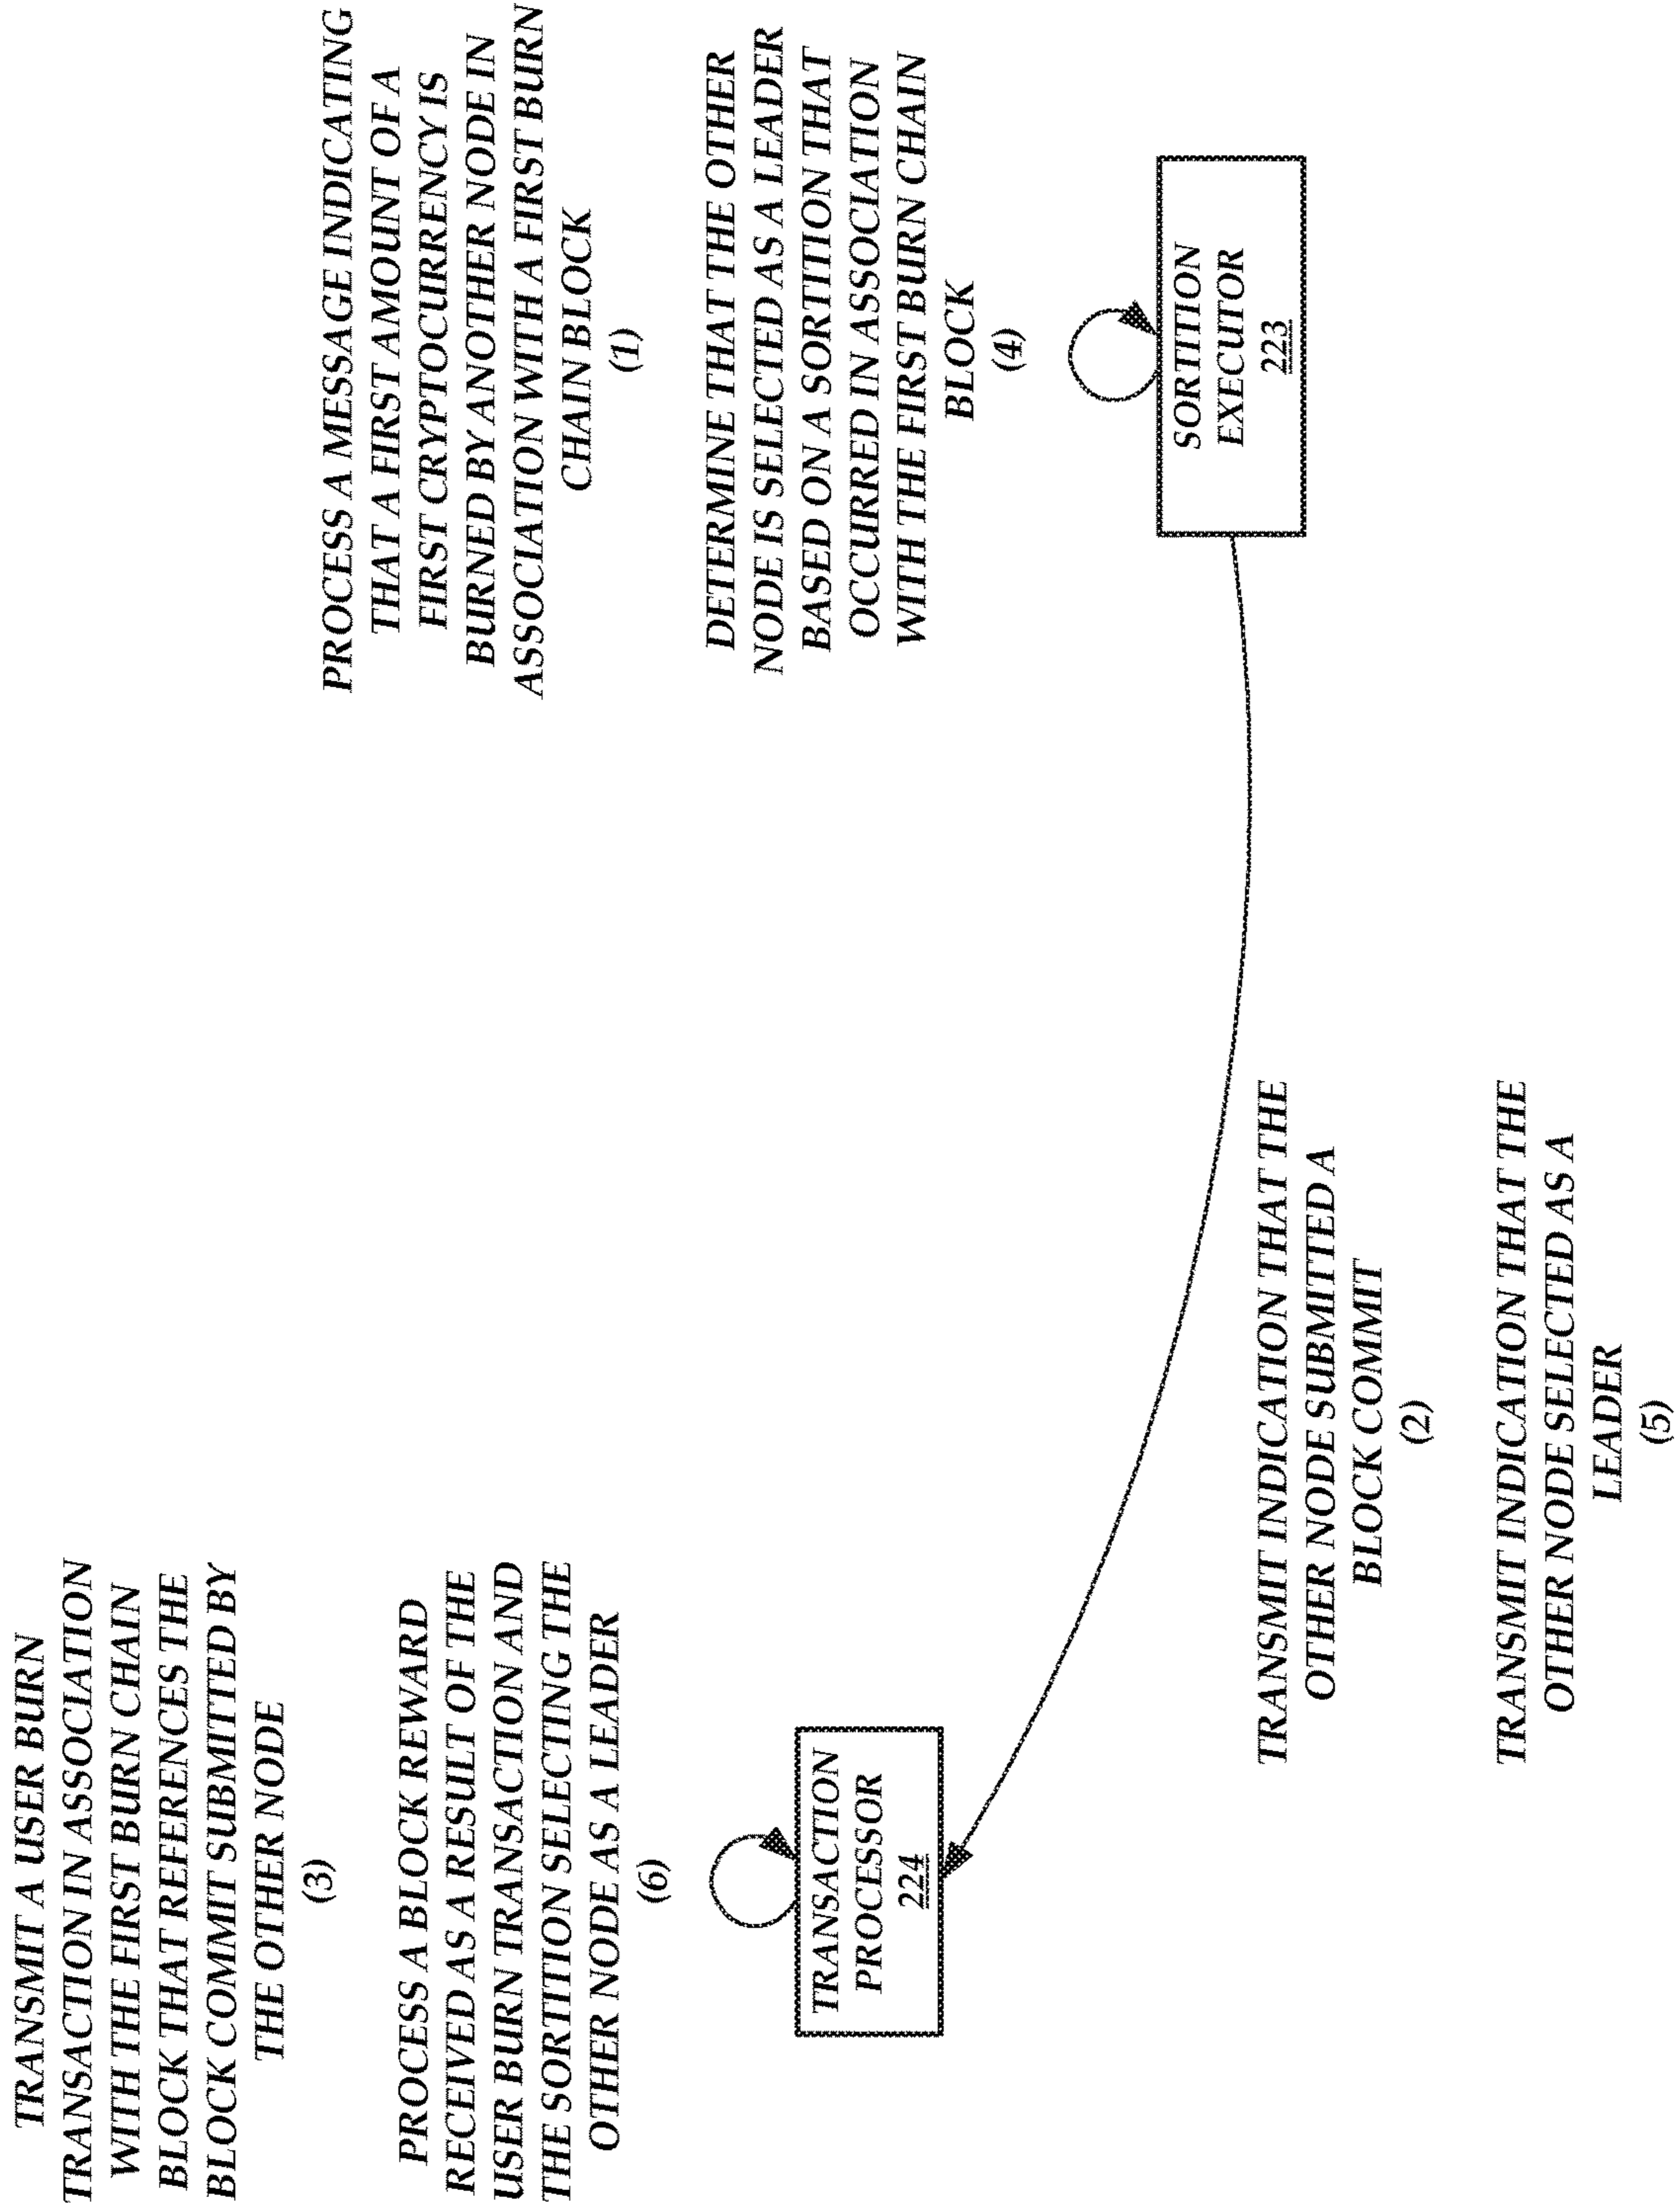 TRANSMIT A USER BURN
TRANSACTION IN ASSOCIATION
WITH THE FIRST BURN CHAIN
BLOCK THAT REFERENCES THE
BLOCK COMMIT SUBMITTED BY
THE OTHER NODE
(3)
PROCESS A BLOCK REWARD
RECEIVED AS A RESULT OF THE
USER BURN TRANSACTION AND
THE SORTITION SELECTING THE
OTHER NODE AS A LEADER
(6)
TRANSACTION
PROCESSOR
224
TRANSMIT INDICATION THAT THE
OTHER NODE SUBMITTED A
BLOCK COMMIT
(2)
TRANSMIT INDICATION THAT THE
OTHER NODE SELECTED AS A
LEADER
(5)
PROCESS A MESSAGE INDICATING
THAT A FIRST AMOUNT OF A
FIRST CRYPTOCURRENCY IS
BURNED BY ANOTHER NODE IN
ASSOCIATION WITH A FIRST BURN
CHAIN BLOCK
(1)
DETERMINE THAT THE OTHER
NODE IS SELECTED AS A LEADER
BASED ON A SORTITION THAT
OCCURRED IN ASSOCIATION
WITH THE FIRST BURN CHAIN
BLOCK
(4)
SORTITION
EXECUTOR
223